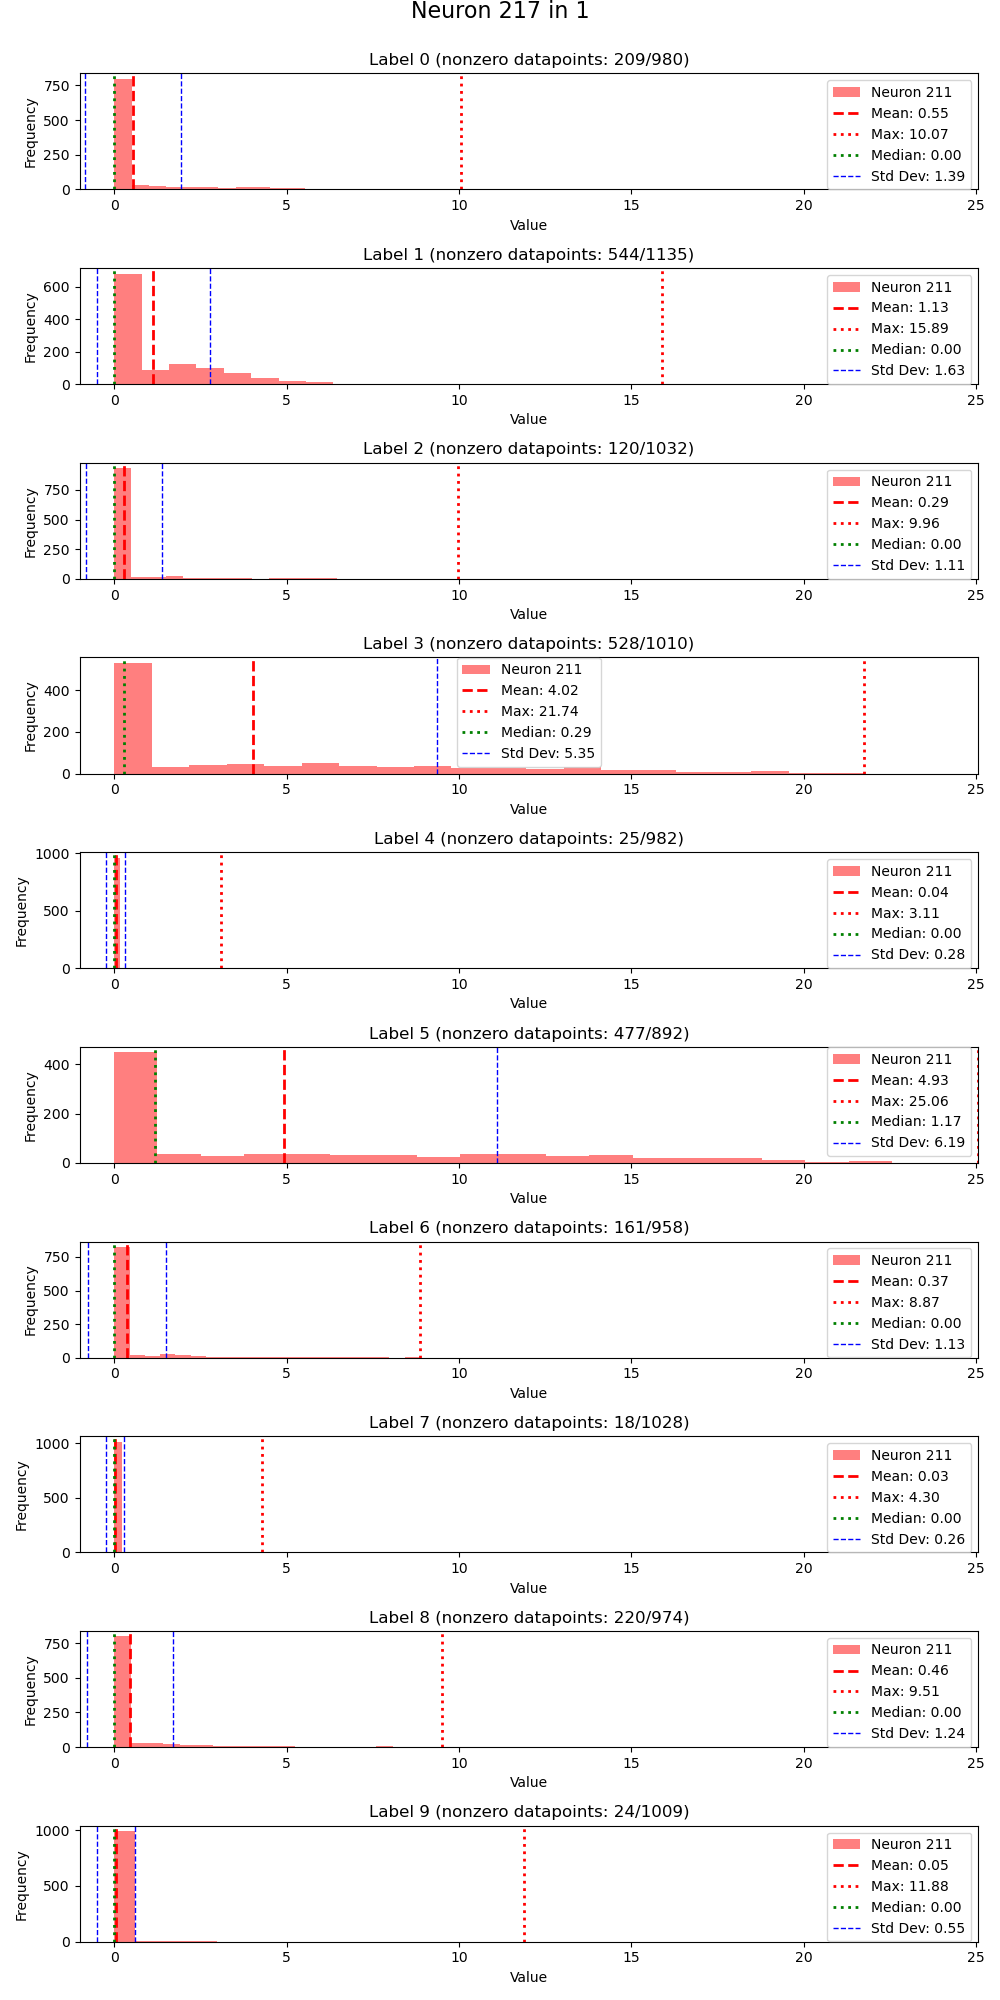 Neuron 217 in 1
Label 0 (nonzero datapoints: 209/980)
Frequency
750
500
250
0
Neuron 211
Mean: 0.55
Max: 10.07
Median: 0.00
Std Dev: 1.39
0 5 10 15 20 25
Value
Label 1 (nonzero datapoints: 544/1135)
Frequency
600
400
200
0
Neuron 211
Mean: 1.13
Max: 15.89
Median: 0.00
Std Dev: 1.63
0 5 10 15 20 25
Value
Label 2 (nonzero datapoints: 120/1032)
Frequency
750
500
250
0
Neuron 211
Mean: 0.29
Max: 9.96
Median: 0.00
Std Dev: 1.11
0 5 10 15 20 25
Value
Label 3 (nonzero datapoints: 528/1010)
Frequency
400
200
0
Neuron 211
Mean: 4.02
Max: 21.74
Median: 0.29
Std Dev: 5.35
0 5 10 15 20 25
Value
Label 4 (nonzero datapoints: 25/982)
Frequency
1000
500
0
Neuron 211
Mean: 0.04
Max: 3.11
Median: 0.00
Std Dev: 0.28
0 5 10 15 20 25
Value
Label 5 (nonzero datapoints: 477/892)
Frequency
400
200
0
Neuron 211
Mean: 4.93
Max: 25.06
Median: 1.17
Std Dev: 6.19
0 5 10 15 20 25
Value
Label 6 (nonzero datapoints: 161/958)
Frequency
750
500
250
0
Neuron 211
Mean: 0.37
Max: 8.87
Median: 0.00
Std Dev: 1.13
0 5 10 15 20 25
Value
Label 7 (nonzero datapoints: 18/1028)
Frequency
1000
500
0
Neuron 211
Mean: 0.03
Max: 4.30
Median: 0.00
Std Dev: 0.26
0 5 10 15 20 25
Value
Label 8 (nonzero datapoints: 220/974)
Frequency
750
500
250
0
Neuron 211
Mean: 0.46
Max: 9.51
Median: 0.00
Std Dev: 1.24
0 5 10 15 20 25
Value
Label 9 (nonzero datapoints: 24/1009)
Frequency
1000
500
0
Neuron 211
Mean: 0.05
Max: 11.88
Median: 0.00
Std Dev: 0.55
0 5 10 15 20 25
Value